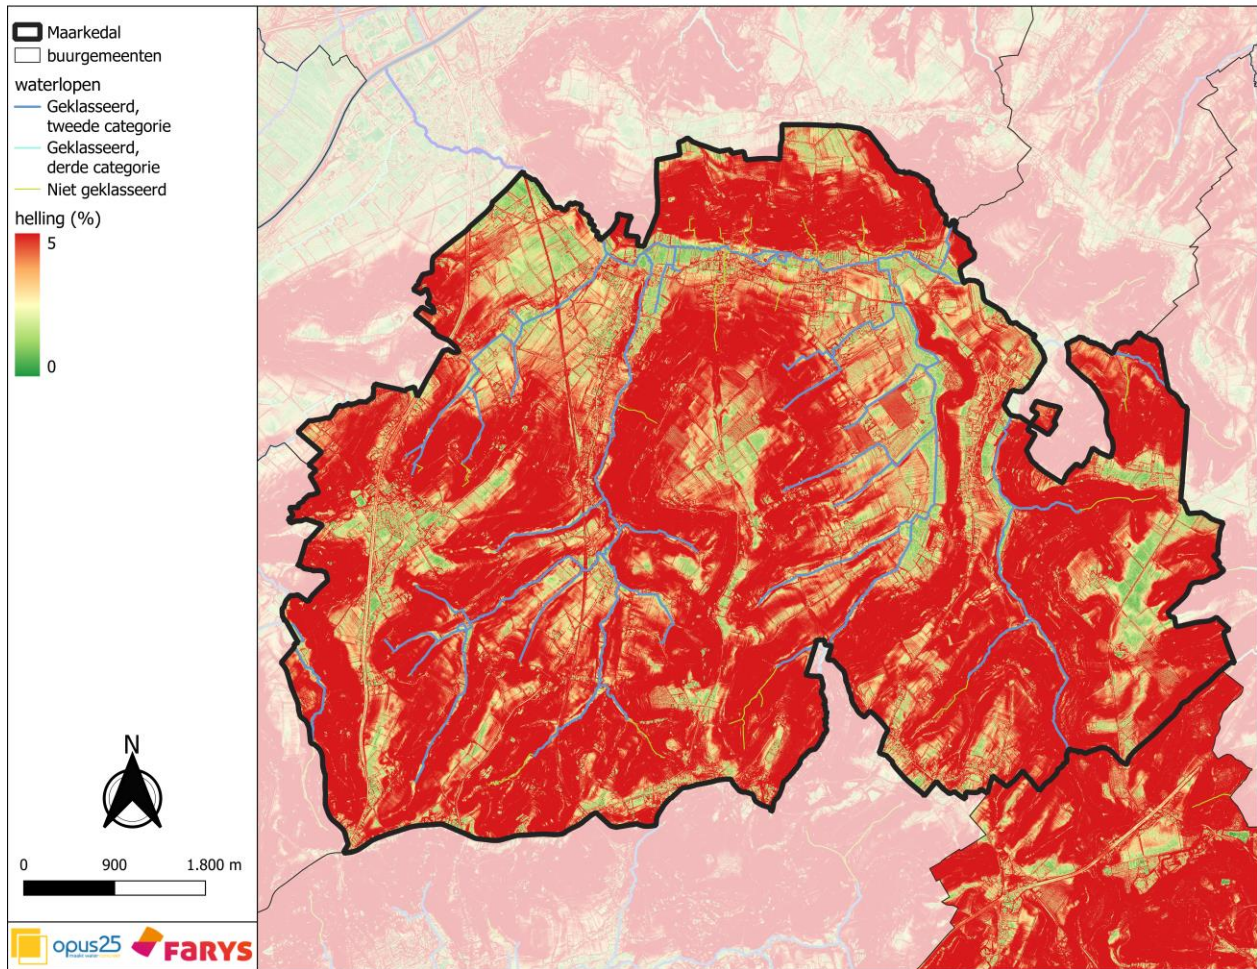 Maarkedal
buurgemeenten
waterlopen
Geklasseerd,
tweede categorie
Geklasseerd,
derde categorie
Niet geklasseerd
helling (%)
5
0
N
0 900 1.800 m
opus25
FARYS